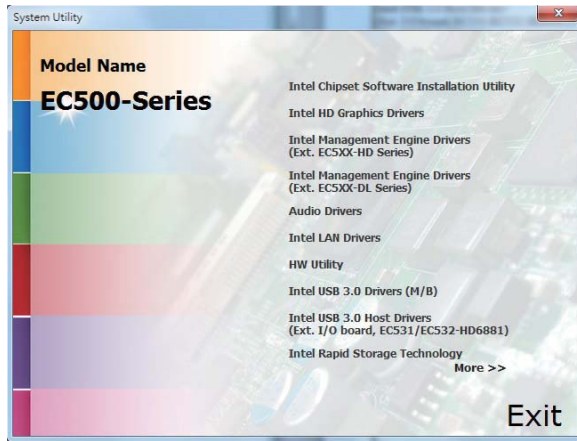 System Utility
Model Name
EC500-Series
Intel Chipset Software Installation Utility
Intel HD Graphics Drivers
Intel Management Engine Drivers
(Ext. EC5XX-HD Series)
Intel Management Engine Drivers
(Ext. EC5XX-DL Series)
Audio Drivers
Intel LAN Drivers
HW Utility
Intel USB 3.0 Drivers (M/B)
Intel USB 3.0 Host Drivers
(Ext. I/O board, EC531/EC532-HD6881)
Intel Rapid Storage Technology
More >>
Exit